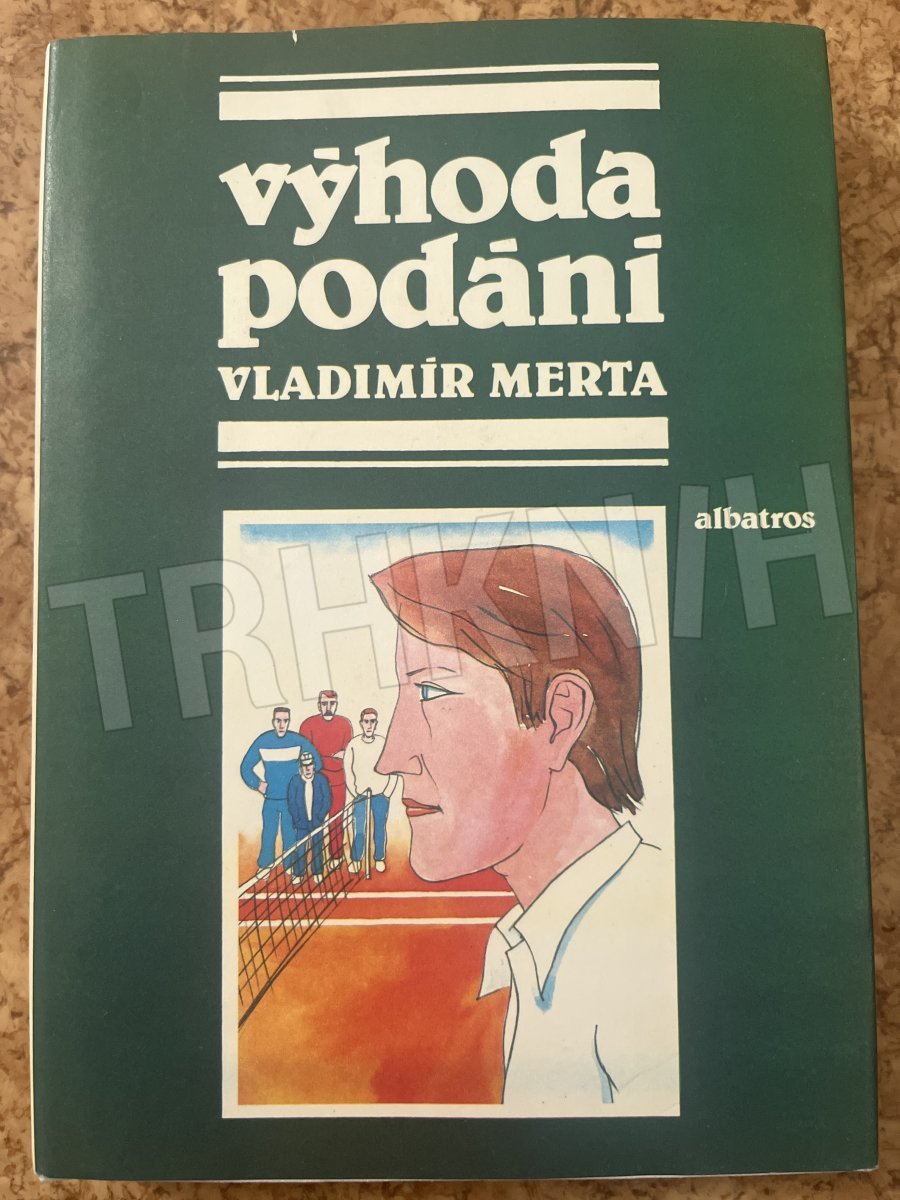 výhoda
podání
VLADIMÍR MERTA
albatros
TRHKNIH